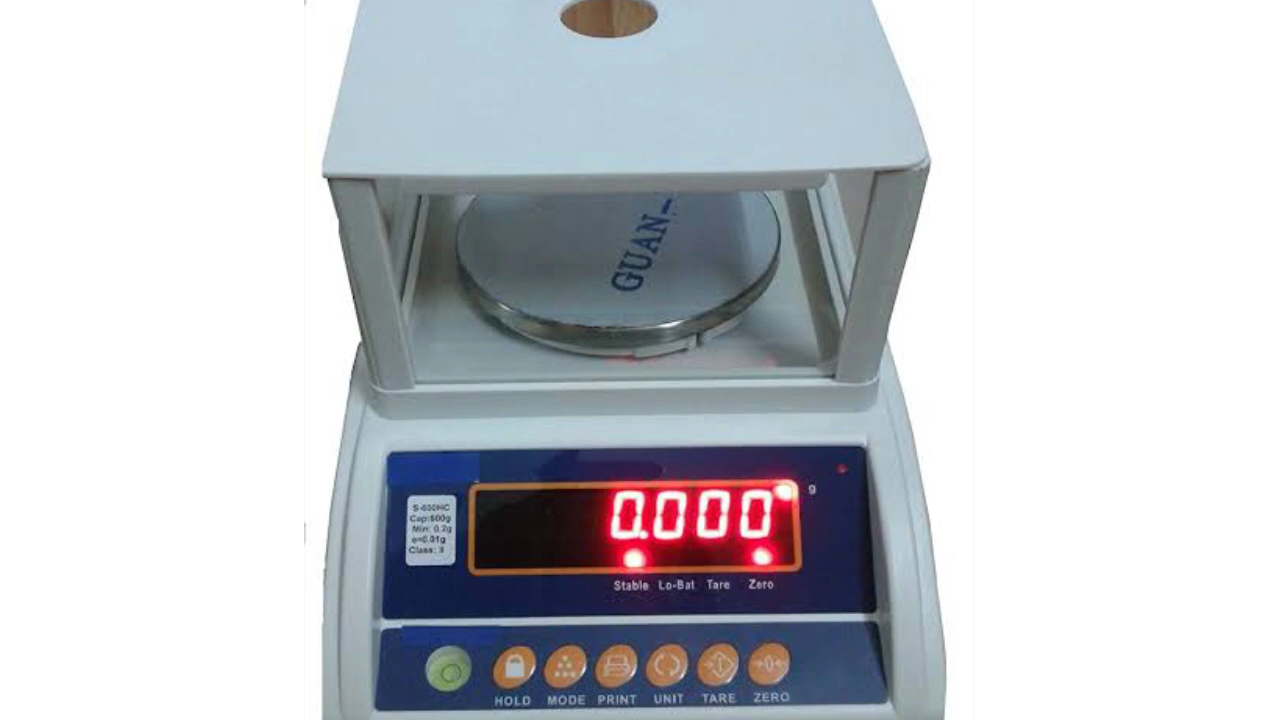 GUAN_
0.000 g
S-600HC
Cap:600g
Min: 0.2g
e=0.01g
Class: II
Stable Lo-Bat Tare Zero
HOLD MODE PRINT UNIT TARE ZERO